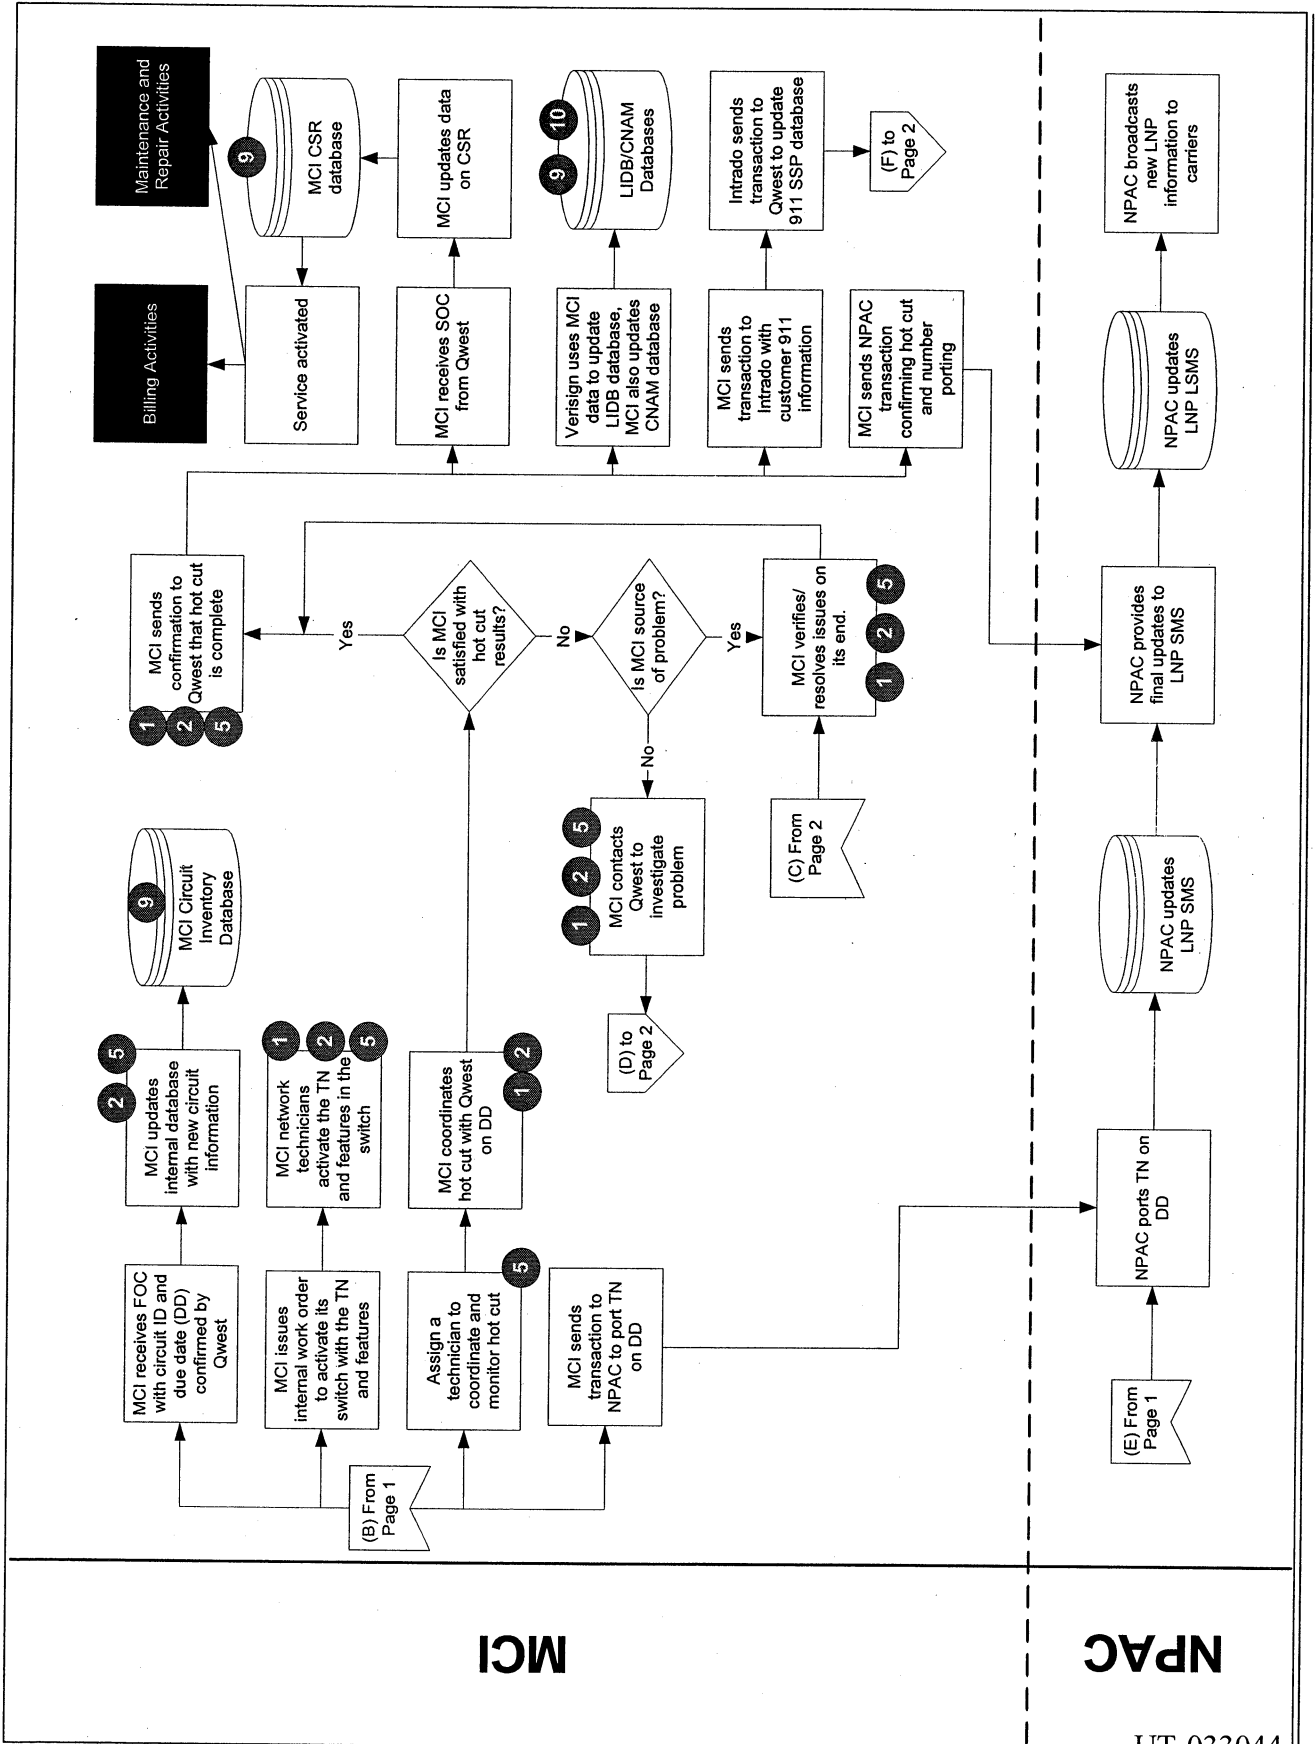 MCI
(B) From
Page 1
MCI receives FOC
with circuit ID and
due date (DD)
confirmed by
Qwest
MCI updates
internal database
with new circuit
information
2
5
MCI Circuit
Inventory
Database
9
MCI issues
internal work order
to activate its
switch with the TN
and features
MCI network
technicians
activate the TN
and features in the
switch
1
2
5
Assign a
technician to
coordinate and
monitor hot cut
5
MCI coordinates
hot cut with Qwest
on DD
1
2
MCI sends
transaction to
NPAC to port TN
on DD
Is MCI
satisfied with
hot cut
results?
Yes
No
MCI sends
confirmation to
Qwest that hot cut
is complete
1
2
5
Is MCI source
of problem?
No
Yes
MCI contacts
Qwest to
investigate
problem
1
2
5
(D) to
Page 2
(C) From
Page 2
MCI verifies/
resolves issues on
its end.
1
2
5
Billing Activities
Maintenance and
Repair Activities
Service activated
MCI CSR
database
9
MCI receives SOC
from Qwest
MCI updates data
on CSR
Verisign uses MCI
data to update
LIDB database,
MCI also updates
CNAM database
LIDB/CNAM
Databases
9
10
MCI sends
transaction to
Intrado with
customer 911
information
Intrado sends
transaction to
Qwest to update
911 SSP database
(F) to
Page 2
MCI sends NPAC
transaction
confirming hot cut
and number
porting
NPAC
(E) From
Page 1
NPAC ports TN on
DD
NPAC updates
LNP SMS
NPAC provides
final updates to
LNP SMS
NPAC updates
LNP LSMS
NPAC broadcasts
new LNP
information to
carriers
UT-033044